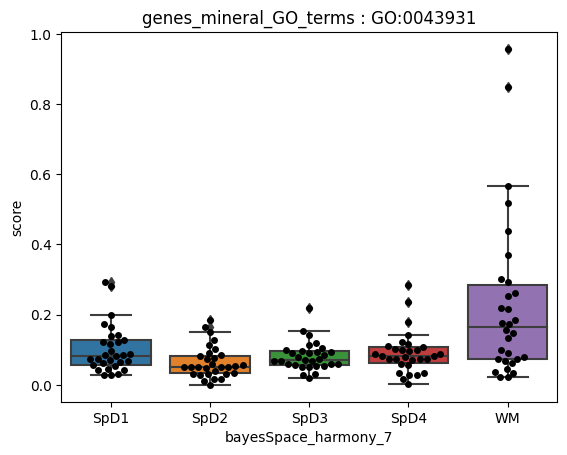 genes_mineral_GO_terms : GO:0043931
score
1.0
0.8
0.6
0.4
0.2
0.0
SpD1 SpD2 SpD3 SpD4 WM
bayesSpace_harmony_7